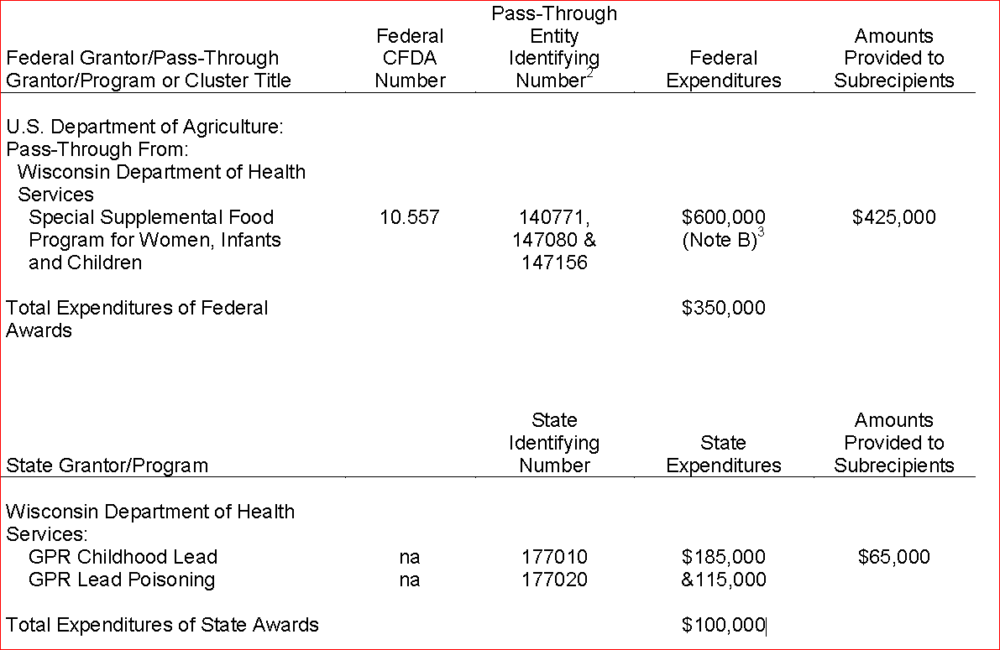 Pass-Through
Federal Entity Amounts
Federal Grantor/Pass-Through CFDA Identifying Federal Provided to
Grantor/Program or Cluster Title Number Number2 Expenditures Subrecipients
U.S. Department of Agriculture:
Pass-Through From:
Wisconsin Department of Health
Services
Special Supplemental Food 10.557 140771, $600,000 $425,000
Program for Women, Infants 147080 & (Note B)3
and Children 147156
Total Expenditures of Federal $350,000
Awards
State Amounts
Identifying State Provided to
State Grantor/Program Number Expenditures Subrecipients
Wisconsin Department of Health
Services:
GPR Childhood Lead na 177010 $185,000 $65,000
GPR Lead Poisoning na 177020 &115,000
Total Expenditures of State Awards $100,000